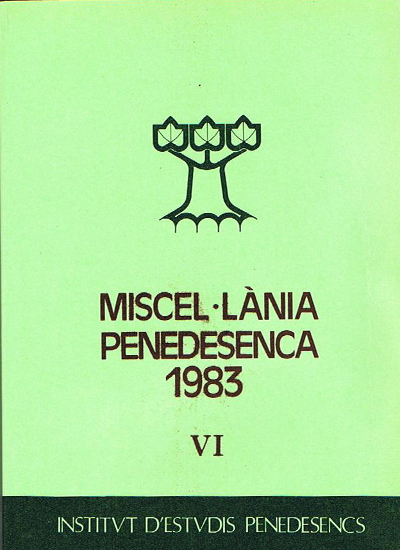 MISCEL·LÀNIA
PENEDESENCA
1983
VI
INSTITVT D'ESTVDIS PENEDESENCS